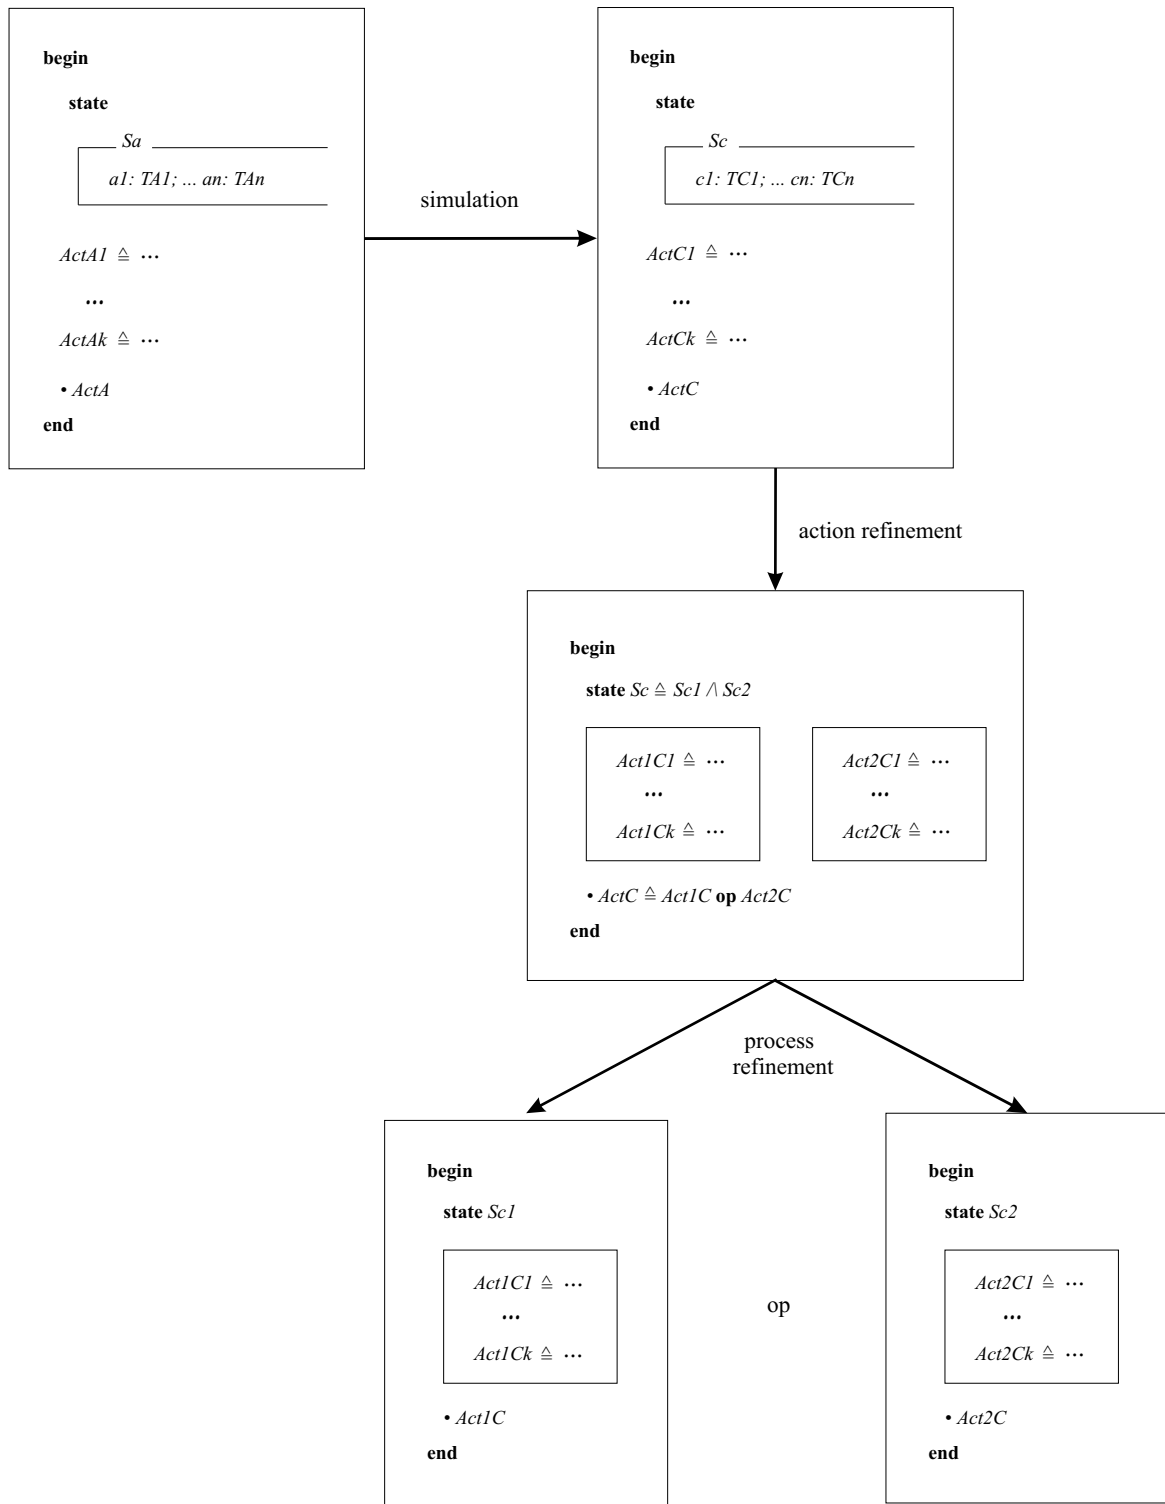 begin
state
Sa
a1: TA1; ... an: TAn
ActA1 ≙ ...
...
ActAk ≙ ...
• ActA
end
simulation
begin
state
Sc
c1: TC1; ... cn: TCn
ActC1 ≙ ...
...
ActCk ≙ ...
• ActC
end
action refinement
begin
state Sc ≙ Sc1 /\ Sc2
Act1C1 ≙ ...
...
Act1Ck ≙ ...
Act2C1 ≙ ...
...
Act2Ck ≙ ...
• ActC ≙ Act1C op Act2C
end
process
refinement
begin
state Sc1
Act1C1 ≙ ...
...
Act1Ck ≙ ...
• Act1C
end
op
begin
state Sc2
Act2C1 ≙ ...
...
Act2Ck ≙ ...
• Act2C
end